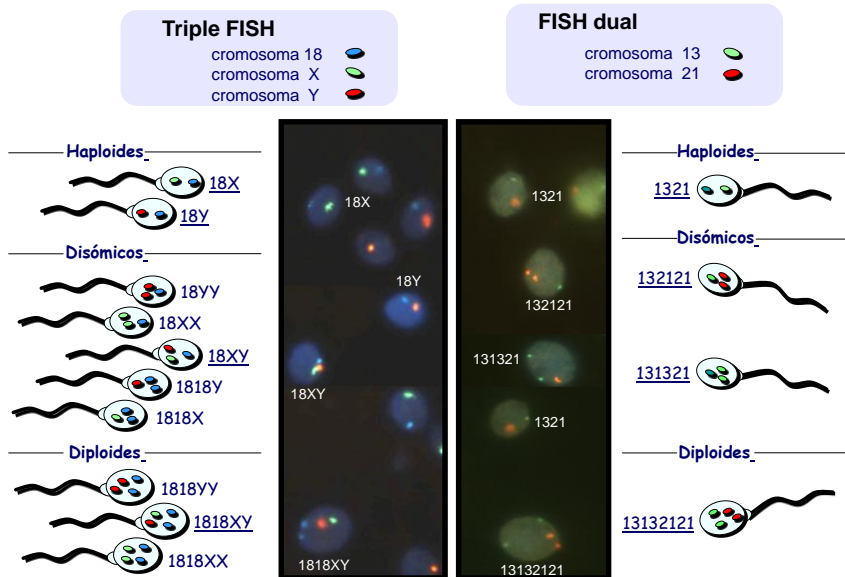 Triple FISH
cromosoma 18
cromosoma X
cromosoma Y
FISH dual
cromosoma 13
cromosoma 21
Haploides
18X
18Y
Disómicos
18YY
18XX
18XY
1818Y
1818X
Diploides
1818YY
1818XY
1818XX
18X
18Y
18XY
1818XY
1321
132121
131321
1321
13132121
Haploides
1321
Disómicos
132121
131321
Diploides
13132121